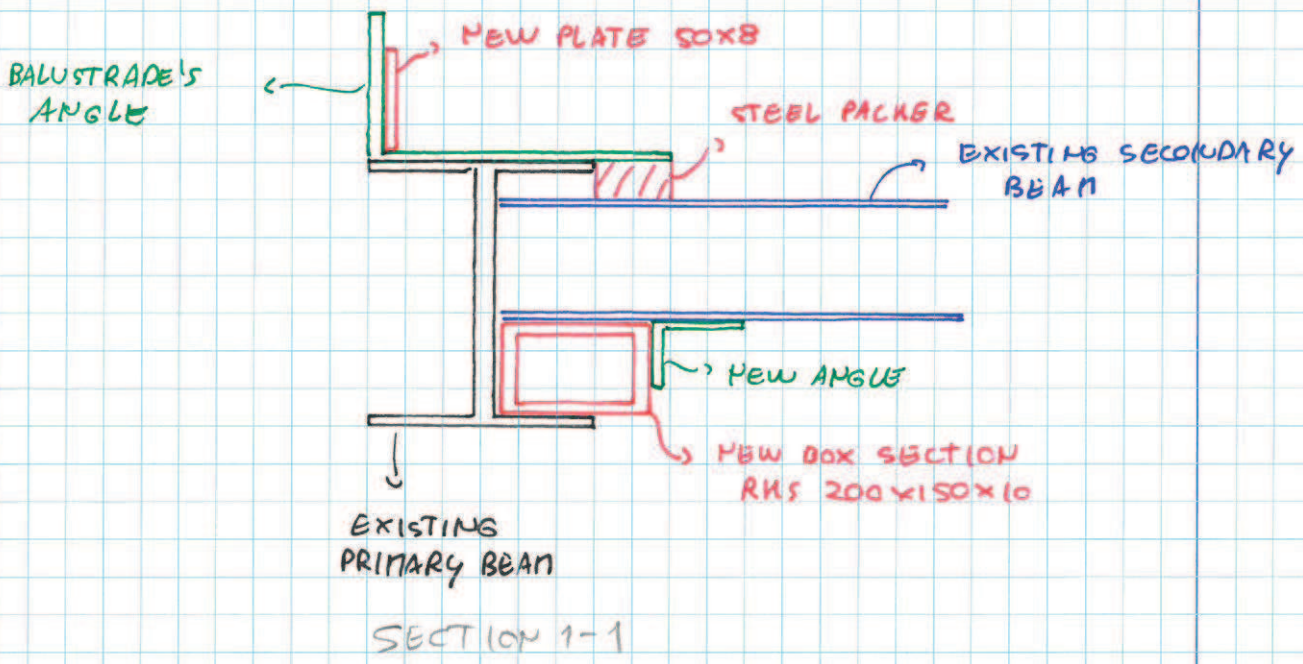 NEW PLATE 50x8
BALUSTRADE'S
ANGLE
STEEL PACKER
EXISTING SECONDARY
BEAM
NEW ANGLE
NEW BOX SECTION
RHS 200x150x10
EXISTING
PRIMARY BEAM
SECTION 1-1